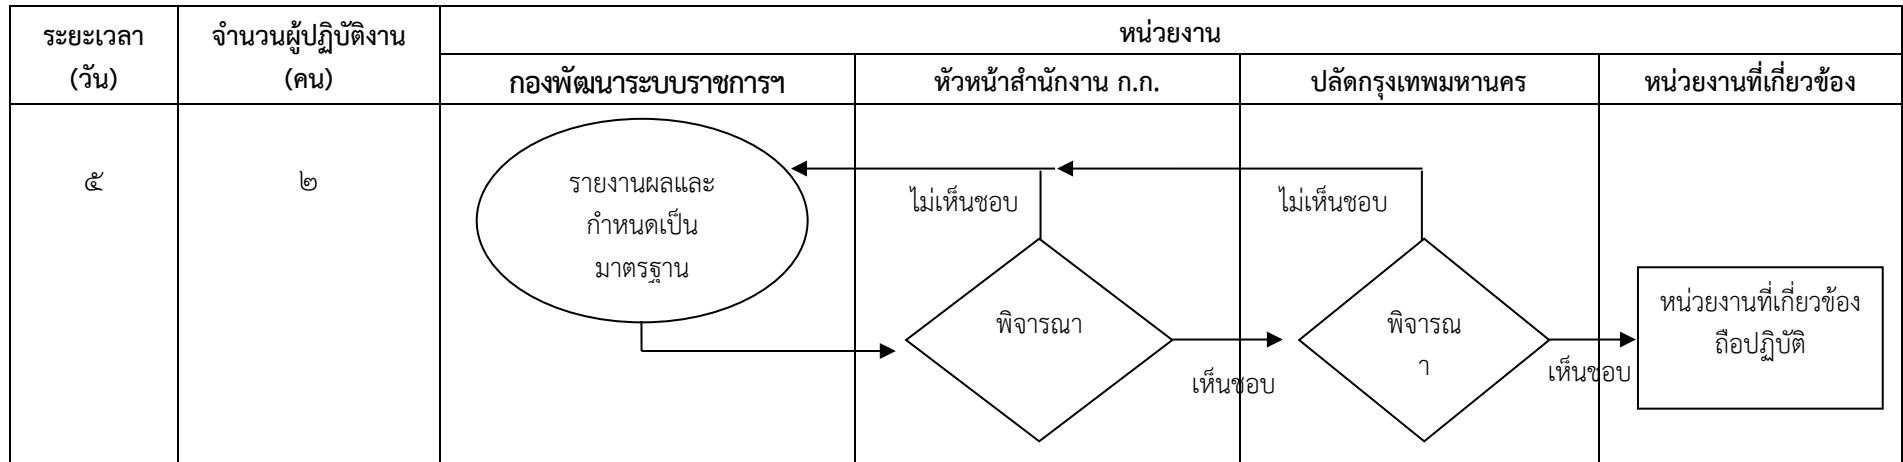 ระยะเวลา
(วัน)
จำนวนผู้ปฏิบัติงาน
(คน)
หน่วยงาน
กองพัฒนาระบบราชการฯ
หัวหน้าสำนักงาน ก.ก.
ปลัดกรุงเทพมหานคร
หน่วยงานที่เกี่ยวข้อง
๕
๒
รายงานผลและ
กำหนดเป็น
มาตรฐาน
ไม่เห็นชอบ
ไม่เห็นชอบ
พิจารณา
เห็นชอบ
พิจารณ
า
เห็นชอบ
หน่วยงานที่เกี่ยวข้อง
ถือปฏิบัติ